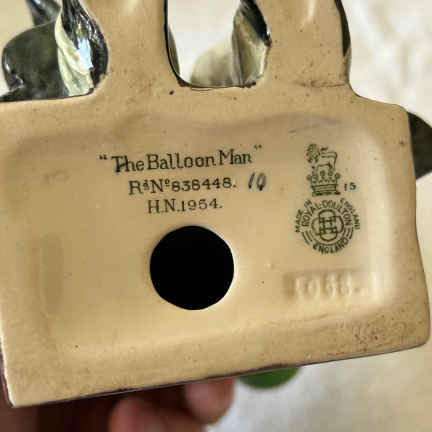 "The Balloon Man"
Rd No 838448. 10
H.N.1954.
15
MADE IN ENGLAND
ROYAL·DOULTON
ENGLAND